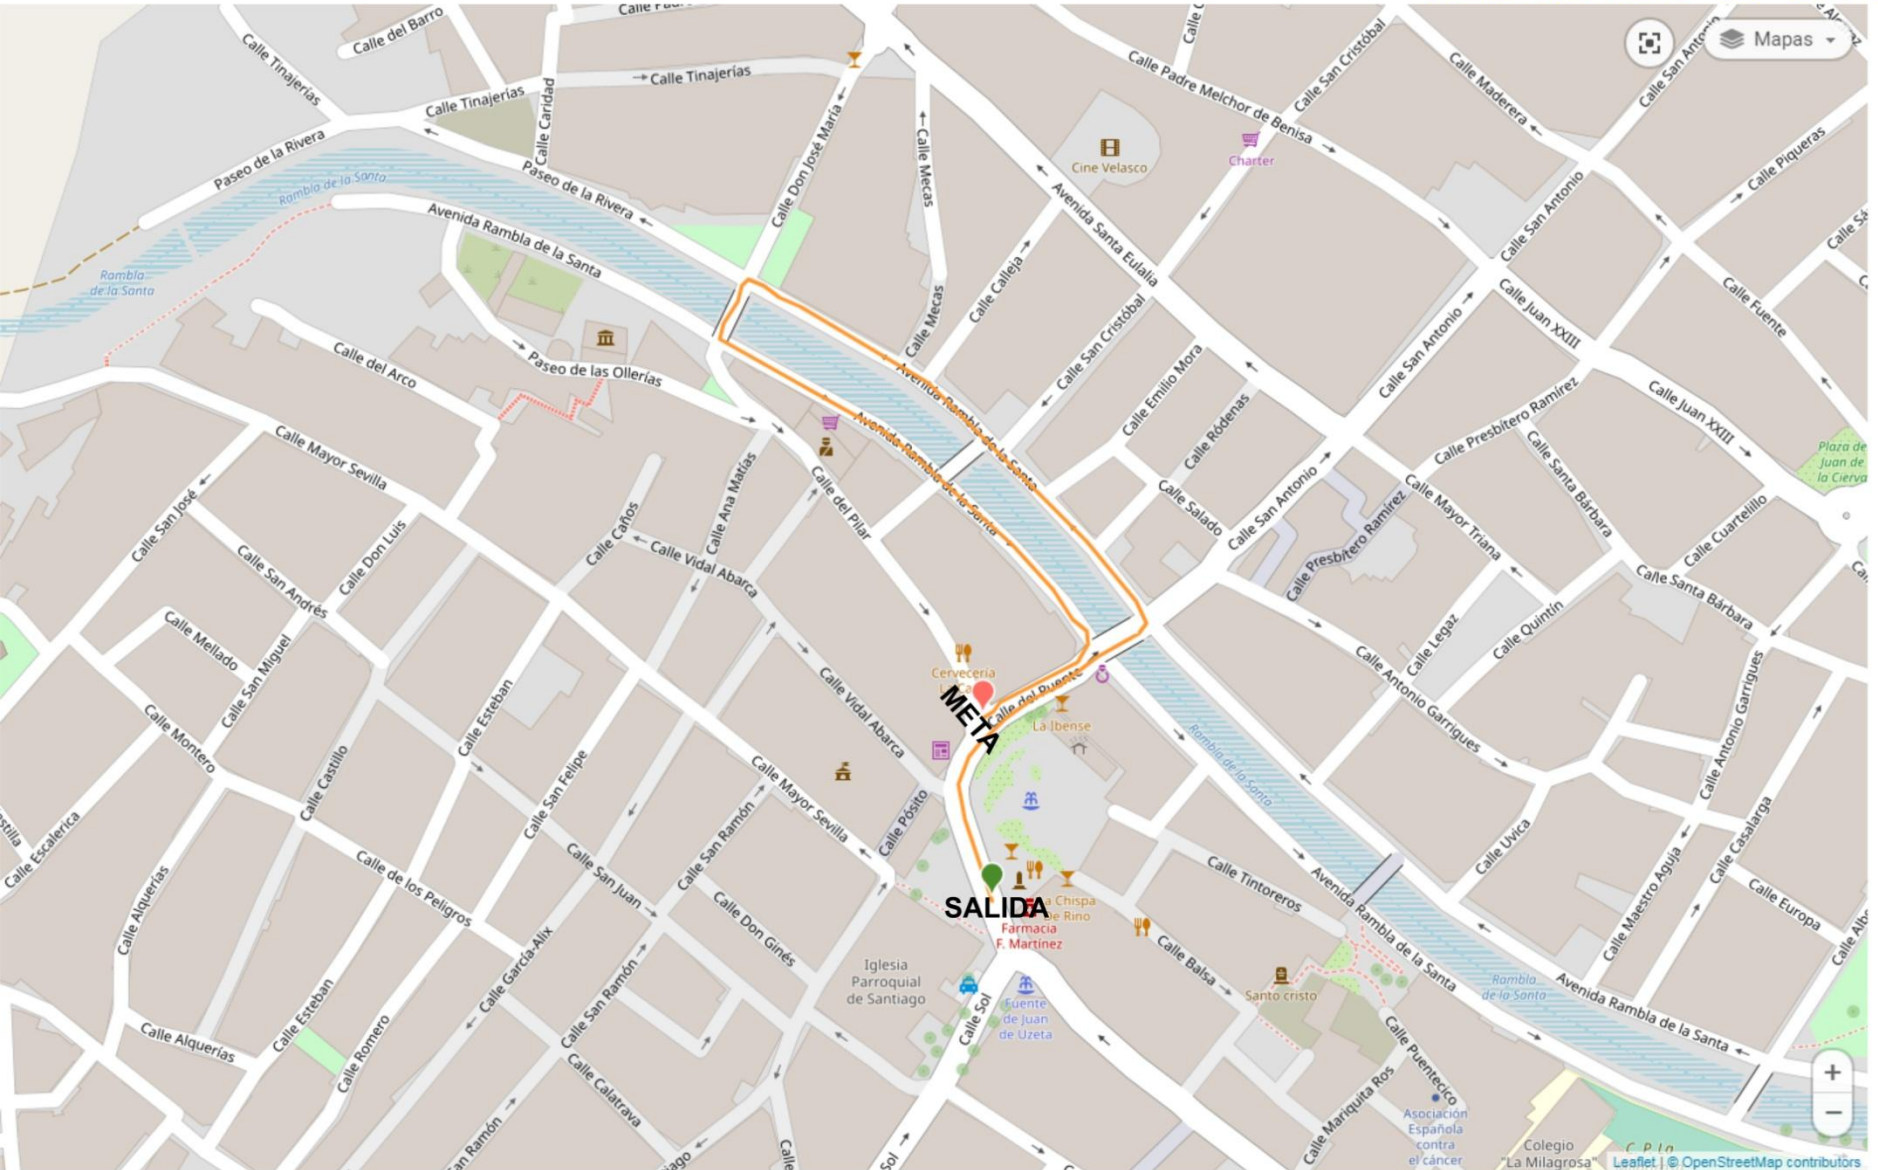 Calle del Barro
Calle Tinajerías
Calle Tinajerías
Calle Tinajerías
Calle Caridad
Paseo de la Rivera
Paseo de la Rivera
Rambla de la Santa
Avenida Rambla de la Santa
Rambla
de la Santa
Calle Don José María
Calle Mecas
Calle Mecas
Calle Calleja
Cine Velasco
Charter
Calle Padre Melchor de Benisa
Calle San Cristóbal
Calle San Cristóbal
Calle Maderera
Calle San Antonio
Calle San Antonio
Calle San Antonio
Calle San Antonio
Mapas
Calle Piqueras
Calle Fuente
Avenida Santa Eulalia
Calle Juan XXIII
Calle Juan XXIII
Plaza de
Juan de
la Cierva
Calle Emilio Mora
Calle Ródenas
Calle Salado
Calle Presbítero Ramírez
Calle Presbítero Ramírez
Calle Mayor Triana
Calle Santa Bárbara
Calle Santa Bárbara
Calle Cuartelillo
Calle Quintín
Calle Legaz
Calle Antonio Garrigues
Calle Antonio Garrigues
Paseo de las Ollerías
Calle del Arco
Calle Mayor Sevilla
Calle Mayor Sevilla
Calle San José
Calle Don Luis
Calle San Andrés
Calle Mellado
Calle San Miguel
Calle Montero
Calle Caños
Calle Ana Matías
Calle Vidal Abarca
Calle Vidal Abarca
Calle del Pilar
Avenida Rambla de la Santa
Avenida Rambla de la Santa
Cervecería
META
Calle del Puente
La Ibense
Calle Pósito
SALIDA
La Chispa
De Rino
Farmacia
F. Martínez
Iglesia
Parroquial
de Santiago
Fuente
de Juan
de Uzeta
Calle Sol
Calle Esteban
Calle San Felipe
Calle Castillo
Calle Escalerica
Calle Alquerías
Calle Alquerías
Calle de los Peligros
Calle San Juan
Calle San Ramón
Calle San Ramón
Calle Don Ginés
Calle García-Alix
Calle Esteban
Calle Romero
Calle Calatrava
Rambla de la Santa
Calle Tintoreros
Calle Balsa
Santo cristo
Avenida Rambla de la Santa
Rambla
de la Santa
Avenida Rambla de la Santa
Calle Uvica
Calle Maestro Aguja
Calle Casalarga
Calle Europa
Calle Puentecico
Calle Mariquita Ros
Asociación
Española
contra
el cáncer
Colegio
"La Milagrosa"
+
−
Leaflet | © OpenStreetMap contributors